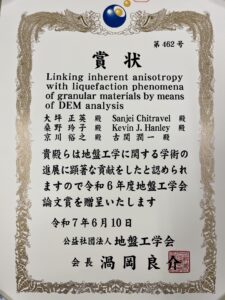 第462号
賞状
Linking inherent anisotropy
with liquefaction phenomena
of granular materials by means
of DEM analysis
大坪正英 殿 Sanjei Chitravel 殿
桑野玲子 殿 Kevin J. Hanley 殿
京川裕之 殿 古関潤一 殿
貴殿らは地盤工学に関する学術の
進展に顕著な貢献をしたと認められ
ますので令和6年度地盤工学会
論文賞を贈呈いたします
令和7年6月10日
公益社団法人 地盤工学会
会長 渦岡良介